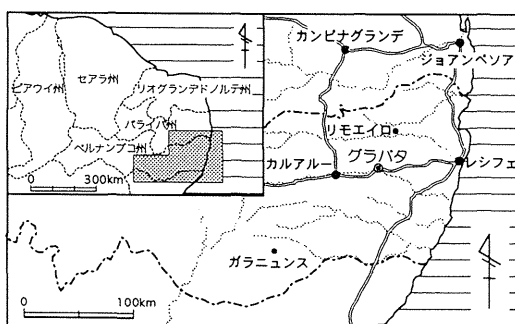 ピアウイ州
セアラ州
リオグランデドノルテ州
パライバ州
ペルナンブコ州
0 300km
カンピナグランデ
ジョアンペソア
リモエイロ
カルアルー
グラバタ
レシフェ
ガラニュンス
0 100km